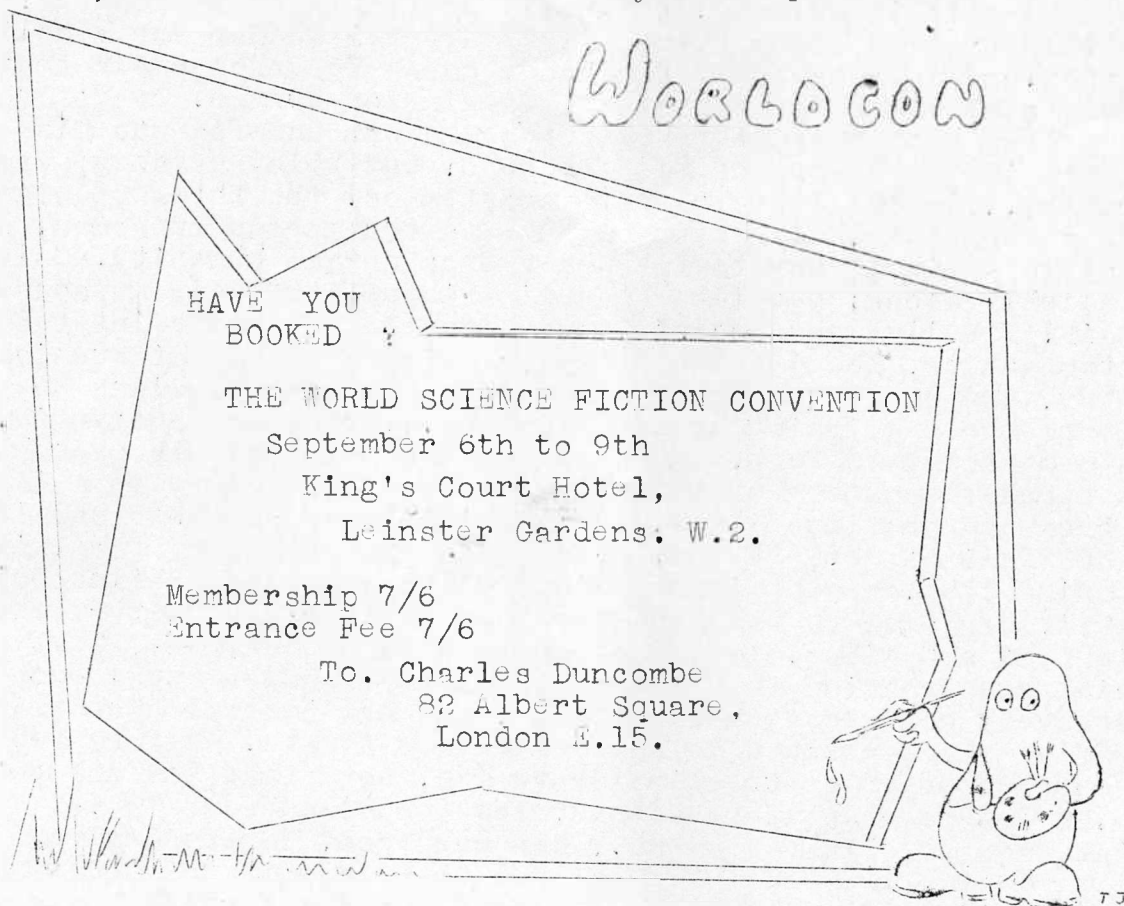 WORLDCON
HAVE YOU
BOOKED ?
THE WORLD SCIENCE FICTION CONVENTION
September 6th to 9th
King's Court Hotel,
Leinster Gardens. W.2.
Membership 7/6
Entrance Fee 7/6
To. Charles Duncombe
82 Albert Square,
London E.15.
TJ